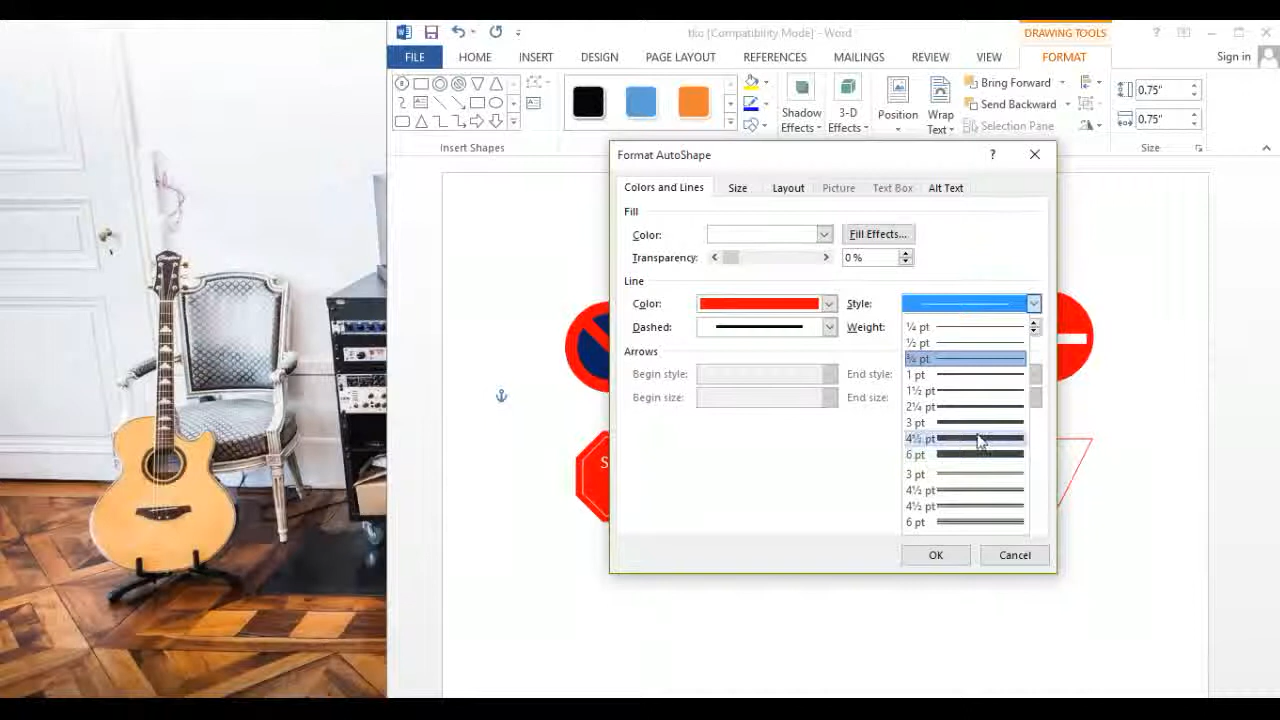 tko [Compatibility Mode] - Word
DRAWING TOOLS
?
FILE
HOME
INSERT
DESIGN
PAGE LAYOUT
REFERENCES
MAILINGS
REVIEW
VIEW
FORMAT
Sign in
Shadow
Effects
3-D
Effects
Position
Wrap
Text
Bring Forward
Send Backward
Selection Pane
0.75"
0.75"
Insert Shapes
Size
Format AutoShape
?
Colors and Lines
Size
Layout
Picture
Text Box
Alt Text
Fill
Color:
Fill Effects...
Transparency:
0 %
Line
Color:
Style:
Dashed:
Weight:
Arrows
Begin style:
End style:
Begin size:
End size:
¼ pt
½ pt
¾ pt
1 pt
1½ pt
2¼ pt
3 pt
4½ pt
6 pt
3 pt
4½ pt
4½ pt
6 pt
S
OK
Cancel